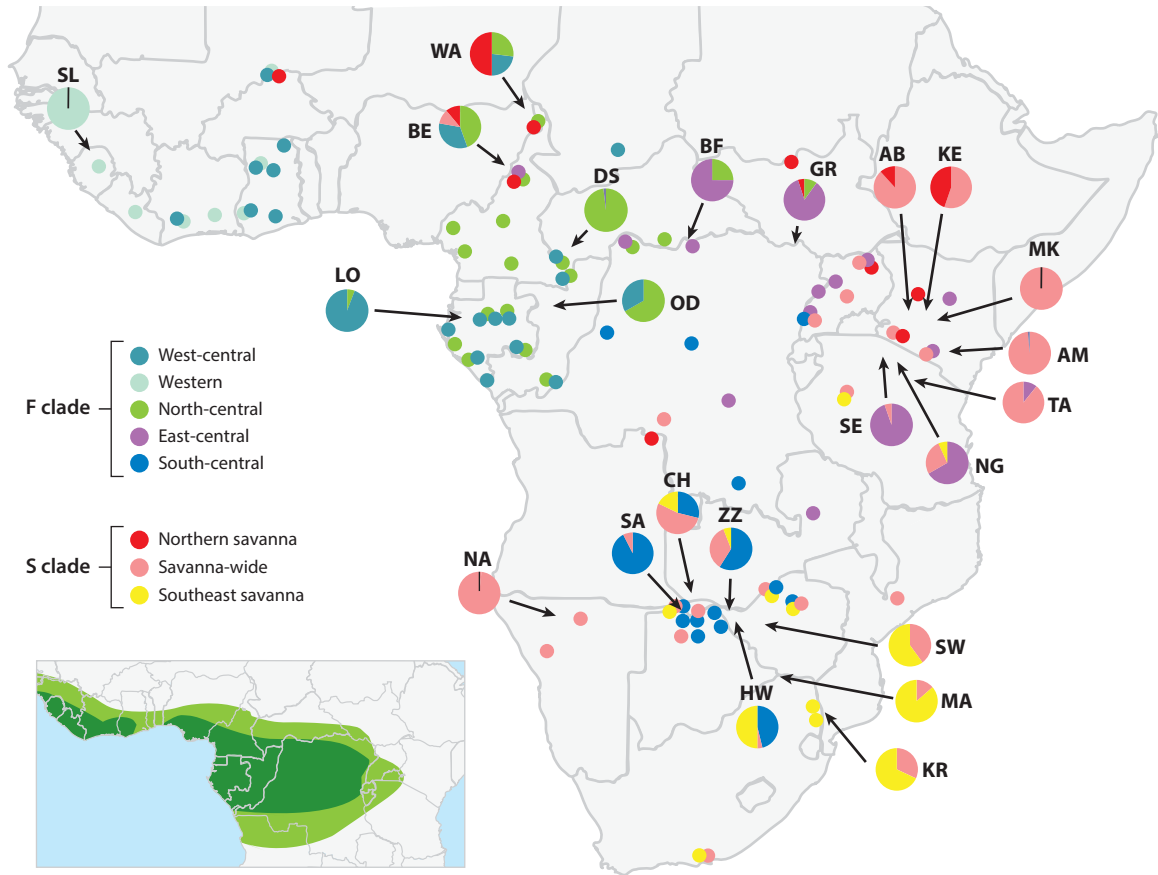 WA
SL
BE
BF
AB
KE
GR
DS
MK
LO
OD
AM
TA
SE
NG
F clade
West-central
Western
North-central
East-central
South-central
CH
ZZ
SA
S clade
Northern savanna
Savanna-wide
Southeast savanna
NA
SW
MA
HW
KR